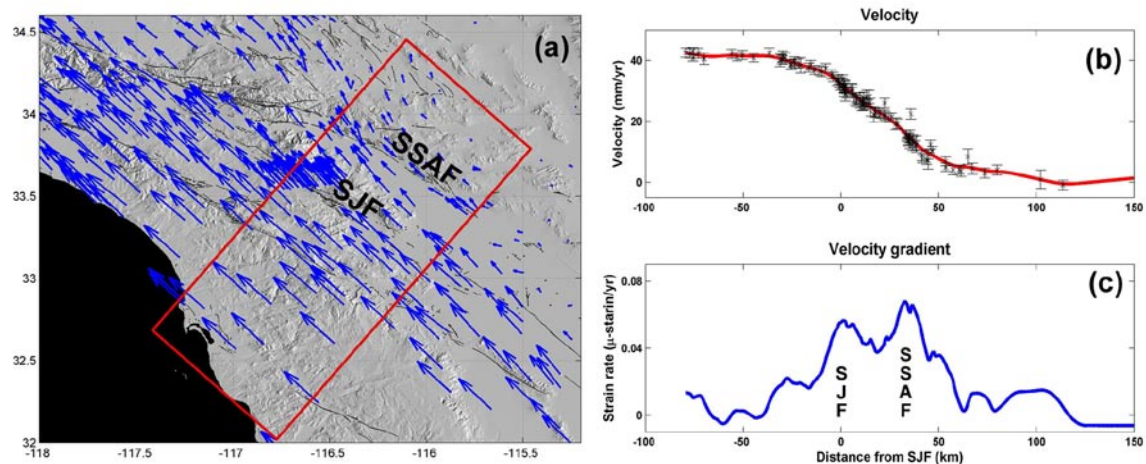 34.5
34
33.5
33
32.5
32
-118
-117.5
-117
-116.5
-116
-115.5
(a)
SSAF
SJF
Velocity
(b)
Velocity (mm/yr)
40
20
0
-100
-50
0
50
100
150
Velocity gradient
(c)
Strain rate (μ-starin/yr)
0.08
0.04
0
SJF
SSAF
-100
-50
0
50
100
150
Distance from SJF (km)